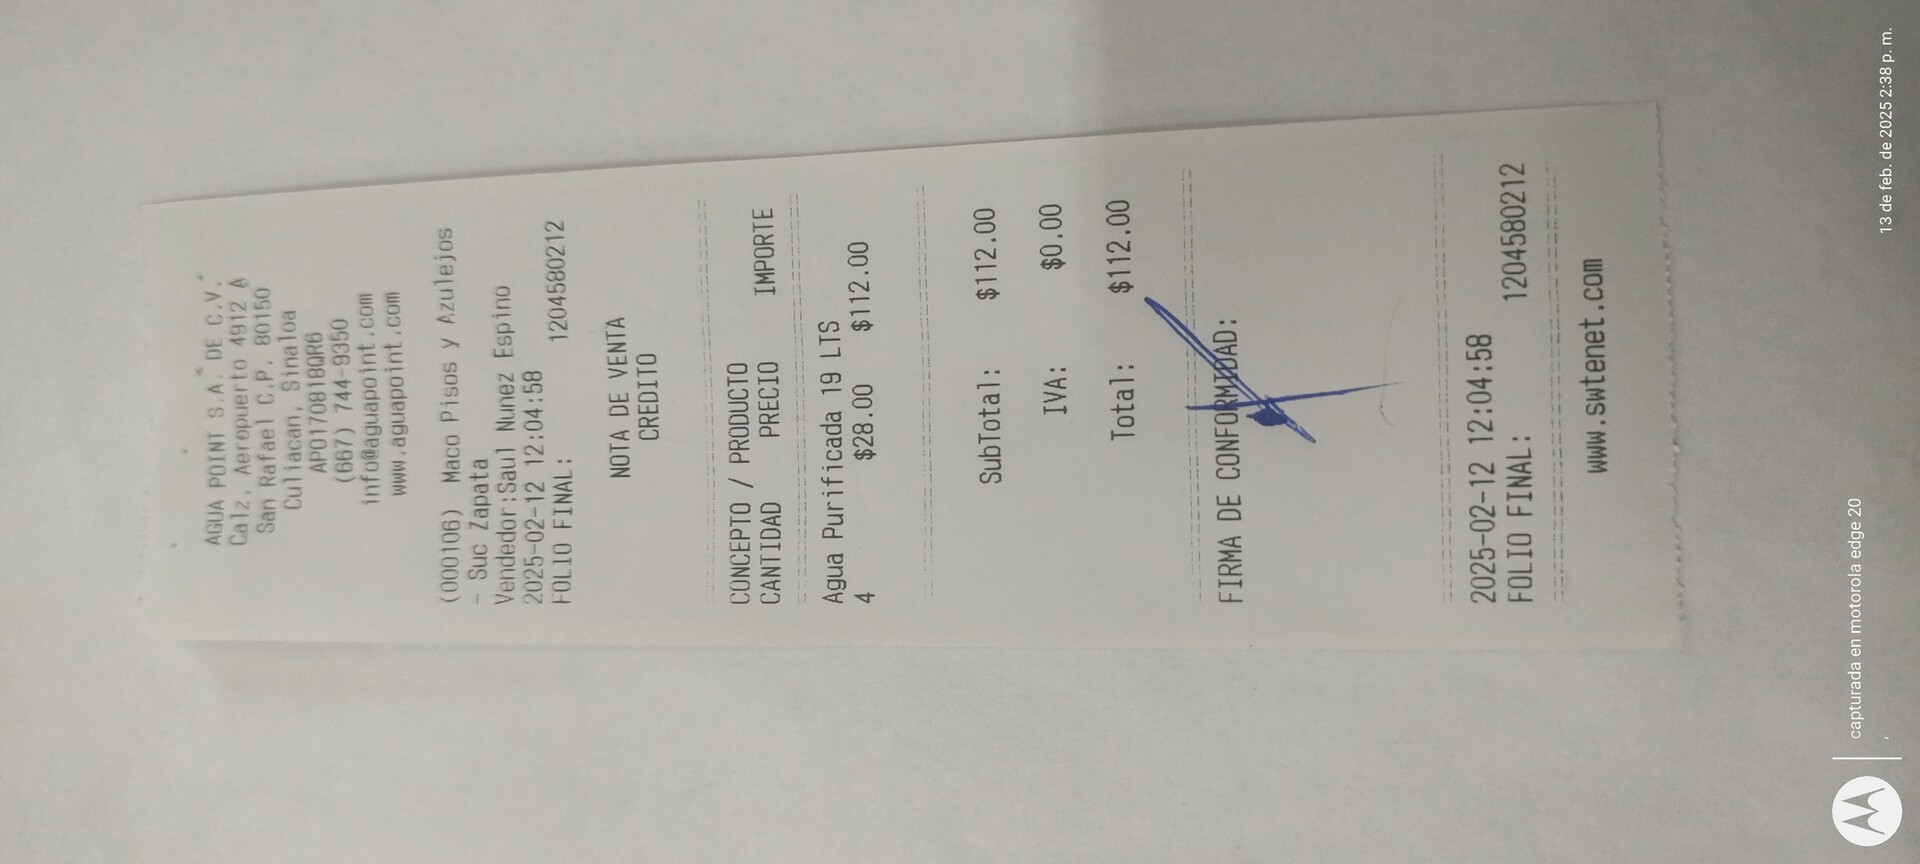 AGUA POINT S.A. DE C.V.
Calz. Aeropuerto 4912 A
San Rafael C.P. 80150
Culiacan, Sinaloa
APO170818QR6
(667) 744-9350
info@aguapoint.com
www.aguapoint.com
(000106) Maco Pisos y Azulejos
- Suc Zapata
Vendedor:Saul Nunez Espino
2025-02-12 12:04:58
FOLIO FINAL: 1204580212
NOTA DE VENTA
CREDITO
CONCEPTO / PRODUCTO
CANTIDAD PRECIO IMPORTE
Agua Purificada 19 LTS
4 $28.00 $112.00
SubTotal: $112.00
IVA: $0.00
Total: $112.00
FIRMA DE CONFORMIDAD:
2025-02-12 12:04:58
FOLIO FINAL: 1204580212
www.swtenet.com
capturada en motorola edge 20
13 de feb. de 2025 2:38 p. m.